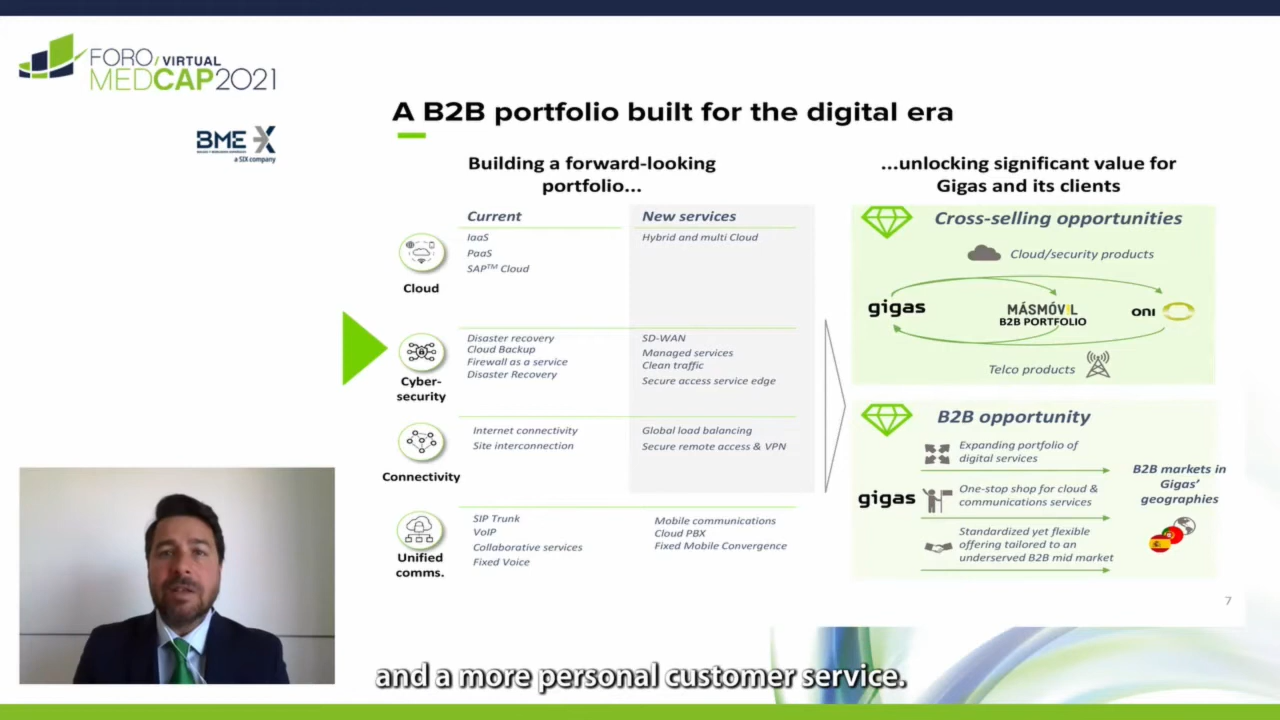 FORO/VIRTUAL
MEDCAP2021
BME X
a SIX company
A B2B portfolio built for the digital era
Building a forward-looking
portfolio...
...unlocking significant value for
Gigas and its clients
Current
New services
IaaS
PaaS
SAP™ Cloud
Hybrid and multi Cloud
Cloud
Disaster recovery
Cloud Backup
Firewall as a service
Disaster Recovery
SD-WAN
Managed services
Clean traffic
Secure access service edge
Cyber-
security
Internet connectivity
Site interconnection
Global load balancing
Secure remote access & VPN
Connectivity
SIP Trunk
VoIP
Collaborative services
Fixed Voice
Mobile communications
Cloud PBX
Fixed Mobile Convergence
Unified
comms.
Cross-selling opportunities
Cloud/security products
gigas
MÁSMÓVIL
B2B PORTFOLIO
oni
Telco products
B2B opportunity
Expanding portfolio of
digital services
gigas
One-stop shop for cloud &
communications services
Standardized yet flexible
offering tailored to an
underserved B2B mid market
B2B markets in
Gigas'
geographies
7
and a more personal customer service.